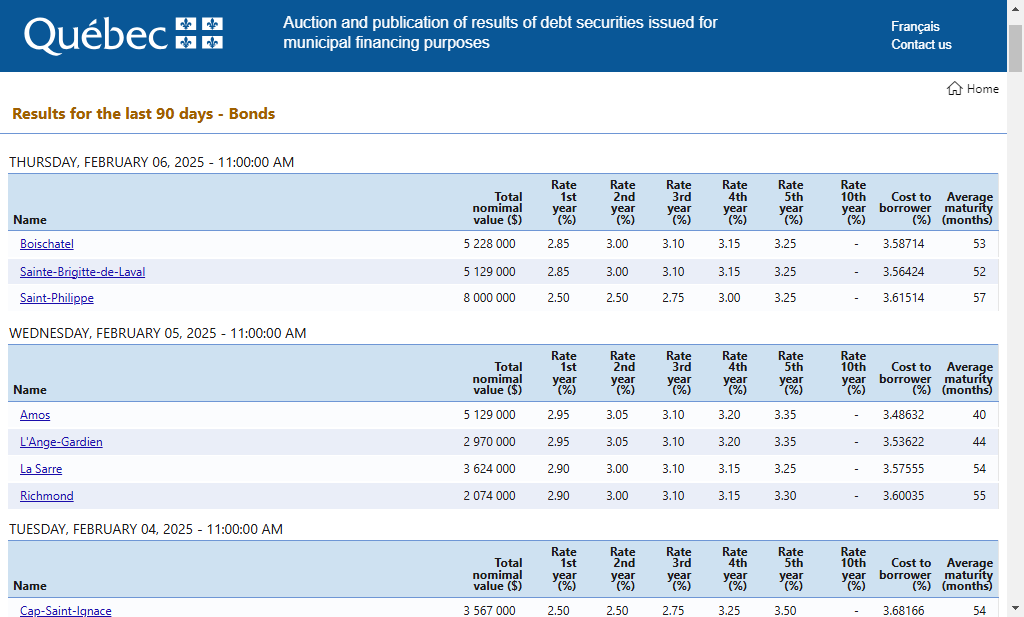 Québec
Auction and publication of results of debt securities issued for
municipal financing purposes
Français
Contact us
Home
Results for the last 90 days - Bonds
THURSDAY, FEBRUARY 06, 2025 - 11:00:00 AM
Name Total nomimal value ($) Rate 1st year (%) Rate 2nd year (%) Rate 3rd year (%) Rate 4th year (%) Rate 5th year (%) Rate 10th year (%) Cost to borrower (%) Average maturity (months)
Boischatel 5 228 000 2.85 3.00 3.10 3.15 3.25 - 3.58714 53
Sainte-Brigitte-de-Laval 5 129 000 2.85 3.00 3.10 3.15 3.25 - 3.56424 52
Saint-Philippe 8 000 000 2.50 2.50 2.75 3.00 3.25 - 3.61514 57
WEDNESDAY, FEBRUARY 05, 2025 - 11:00:00 AM
Name Total nomimal value ($) Rate 1st year (%) Rate 2nd year (%) Rate 3rd year (%) Rate 4th year (%) Rate 5th year (%) Rate 10th year (%) Cost to borrower (%) Average maturity (months)
Amos 5 129 000 2.95 3.05 3.10 3.20 3.35 - 3.48632 40
L'Ange-Gardien 2 970 000 2.95 3.05 3.10 3.20 3.35 - 3.53622 44
La Sarre 3 624 000 2.90 3.00 3.10 3.15 3.25 - 3.57555 54
Richmond 2 074 000 2.90 3.00 3.10 3.15 3.30 - 3.60035 55
TUESDAY, FEBRUARY 04, 2025 - 11:00:00 AM
Name Total nomimal value ($) Rate 1st year (%) Rate 2nd year (%) Rate 3rd year (%) Rate 4th year (%) Rate 5th year (%) Rate 10th year (%) Cost to borrower (%) Average maturity (months)
Cap-Saint-Ignace 3 567 000 2.50 2.50 2.75 3.25 3.50 - 3.68166 54